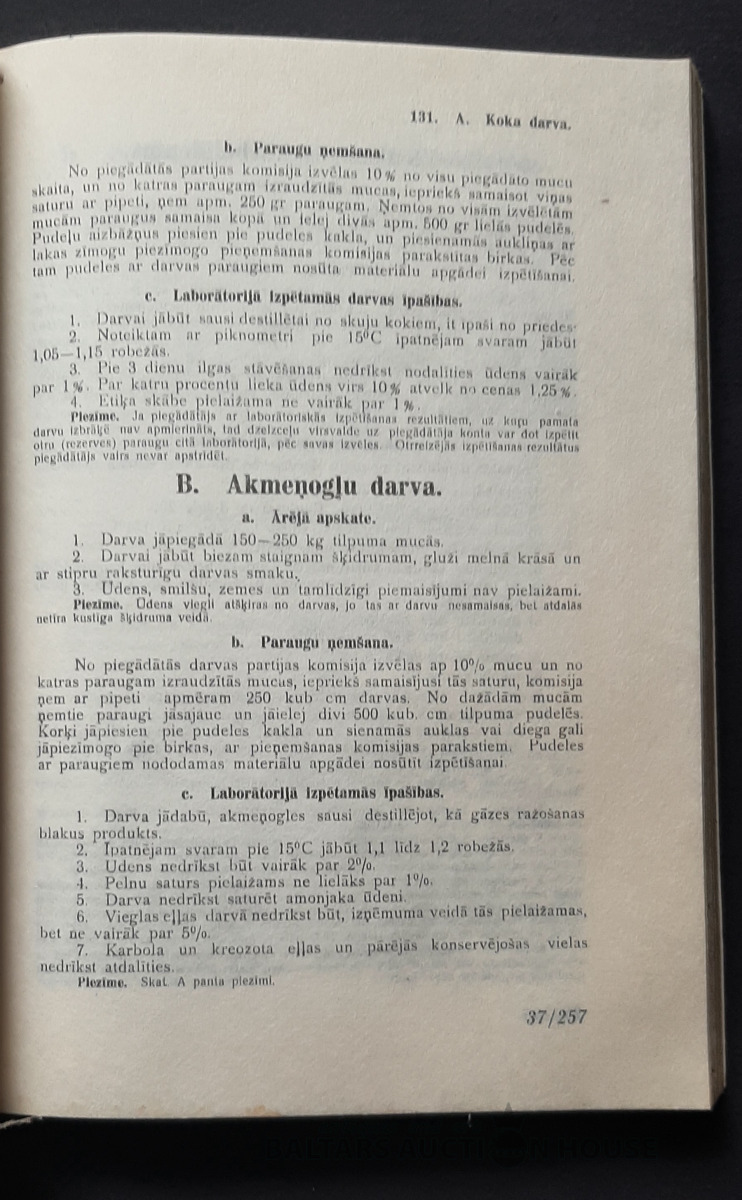 131. A. Koka darva.
b. Paraugu ņemšana.
No piegādātās partijas komisija izvēlas 10% no visu piegādāto mucu
skaita, un no katras paraugam izraudzītās mucas, iepriekš samaisot viņas
saturu ar pipeti, ņem apm. 250 gr paraugam. Ņemtos no visām izvēlētām
mucām paraugus samaisa kopā un ielej divās apm. 500 gr lielās pudelēs.
Pudeļu aizbāžņus piesien pie pudeles kakla, un piesienamās aukliņas ar
lakas zīmogu piezīmogo pieņemšanas komisijas parakstītas birkas. Pēc
tam pudeles ar darvas paraugiem nosūta materiālu apgādei izpētīšanai.
c. Laborātorijā izpētamās darvas īpašības.
1. Darvai jābūt sausi destillētai no skuju kokiem, it īpaši no priedes.
2. Noteiktam ar piknometri pie 15⁰C īpatnējam svaram jābūt
1,05—1,15 robežās.
3. Pie 3 dienu ilgas stāvēšanas nedrīkst nodalīties ūdens vairāk
par 1%. Par katru procentu lieka ūdens virs 10% atvelk no cenas 1,25%.
4. Etiķa skābe pielaižama ne vairāk par 1%.
Piezīme. Ja piegādātājs ar laborātoriskās izpētīšanas rezultātiem, uz kuŗu pamata
darvu izbrāķē nav apmierināts, tad dzelzceļu virsvalde uz piegādātāja konta var dot izpētīt
otru (rezerves) paraugu citā laborātorijā, pēc savas izvēles. Otrreizējās izpētīšanas rezultātus
piegādātājs vairs nevar apstrīdēt.
B. Akmeņogļu darva.
a. Ārējā apskate.
1. Darva jāpiegādā 150—250 kg tilpuma mucās.
2. Darvai jābūt biezam staignam šķidrumam, gluži melnā krāsā un
ar stipru raksturīgu darvas smaku.
3. Ūdens, smilšu, zemes un tamlīdzīgi piemaisījumi nav pielaižami.
Piezīme. Ūdens viegli atšķiras no darvas, jo tas ar darvu nesamaisas, bet atdalās
netīra kustīga šķidruma veidā.
b. Paraugu ņemšana.
No piegādātās darvas partijas komisija izvēlas ap 10% mucu un no
katras paraugam izraudzītās mucas, iepriekš samaisījusi tās saturu, komisija
ņem ar pipeti apmēram 250 kub cm darvas. No dažādām mucām
ņemtie paraugi jāsajauc un jāielej divi 500 kub. cm tilpuma pudelēs.
Korķi jāpiesien pie pudeles kakla un sienamās auklas vai diega gali
jāpiezīmogo pie birkas, ar pieņemšanas komisijas parakstiem. Pudeles
ar paraugiem nododamas materiālu apgādei nosūtīt izpētīšanai.
c. Laborātorijā izpētamās īpašības.
1. Darva jādabū, akmeņogles sausi destillējot, kā gāzes ražošanas
blakus produkts.
2. Īpatnējam svaram pie 15⁰C jābūt 1,1 līdz 1,2 robežās.
3. Ūdens nedrīkst būt vairāk par 2%.
4. Pelnu saturs pielaižams ne lielāks par 1%.
5. Darva nedrīkst saturēt amonjaka ūdeni.
6. Vieglas eļļas darvā nedrīkst būt, izņēmuma veidā tās pielaižamas,
bet ne vairāk par 5%.
7. Karbola un kreozota eļļas un pārējās konservējošas vielas
nedrīkst atdalīties.
Piezīme. Skat. A panta piezīmi.
37/257
BALTARS AUCTION HOUSE